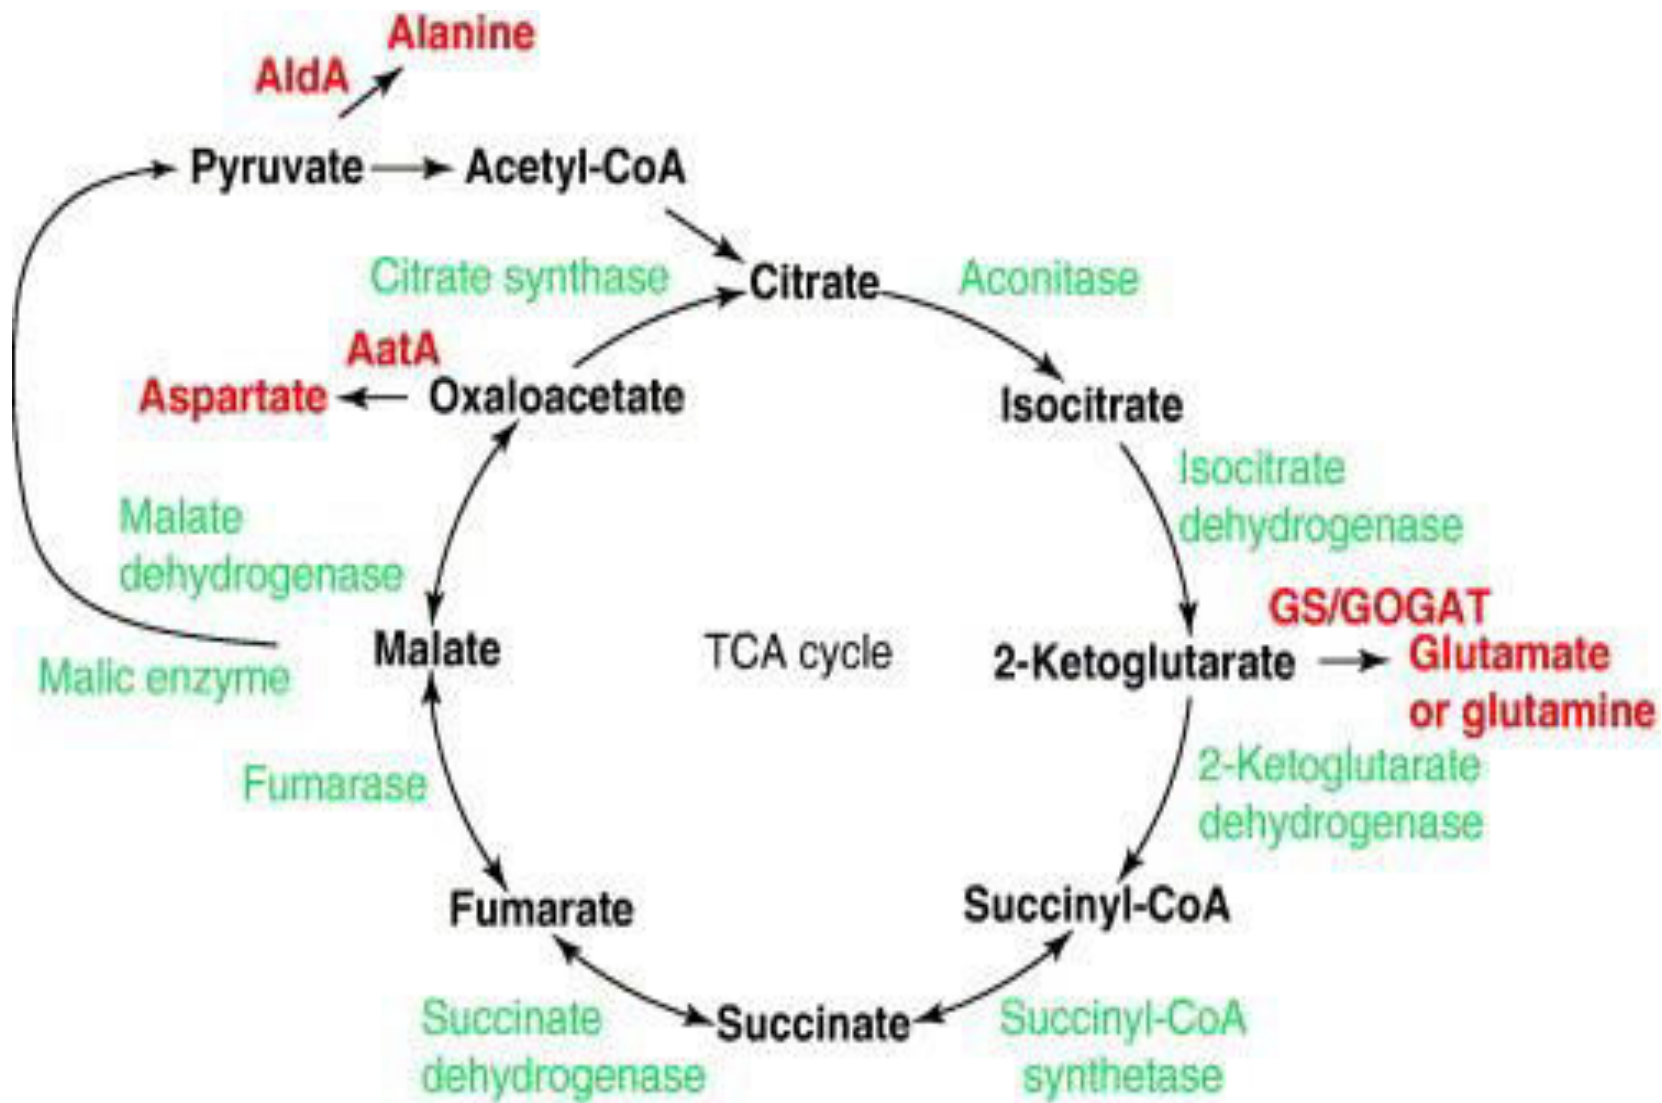 Alanine
AldA
Pyruvate
Acetyl-CoA
Citrate synthase
Citrate
Aconitase
AatA
Aspartate
Oxaloacetate
Isocitrate
Isocitrate
dehydrogenase
Malate
dehydrogenase
GS/GOGAT
Malate
TCA cycle
2-Ketoglutarate
Glutamate
or glutamine
Malic enzyme
2-Ketoglutarate
dehydrogenase
Fumarase
Fumarate
Succinyl-CoA
Succinate
dehydrogenase
Succinate
Succinyl-CoA
synthetase